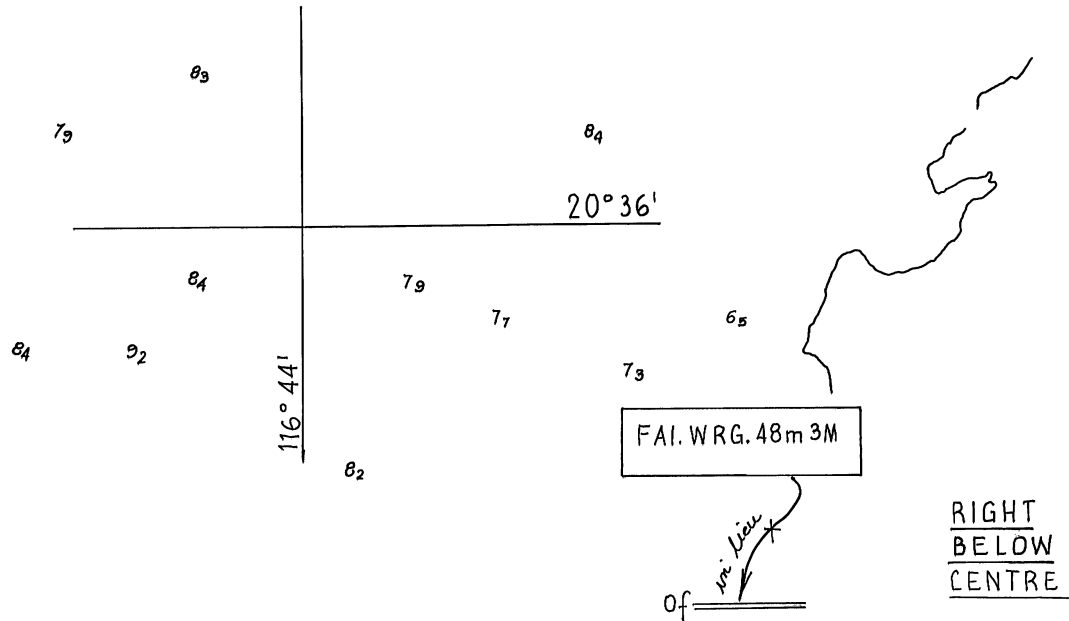 8₃
7₉ 8₄
20°36'
8₄ 7₉
7₇ 6₅
8₄ 9₂
7₃
116° 44'
FAI. WRG. 48m 3M
8₂
in lieu
Of
RIGHT
BELOW
CENTRE